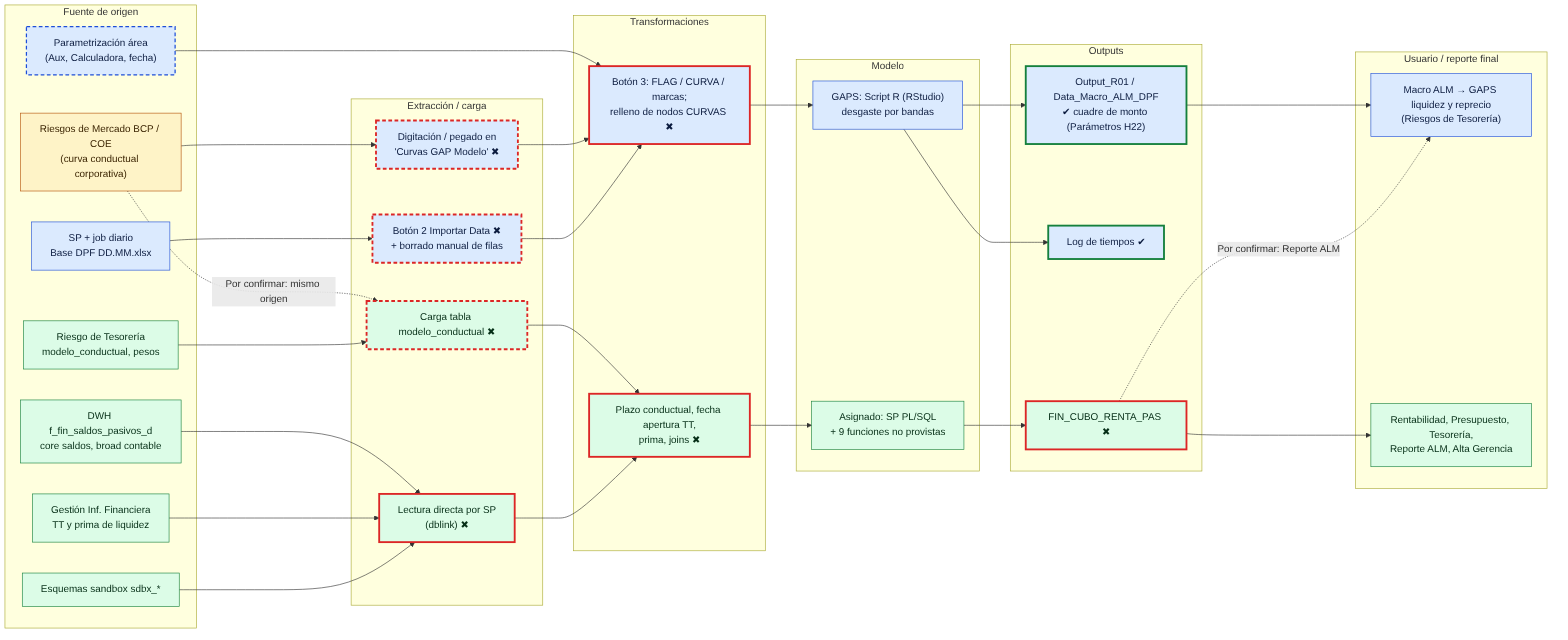 Fuente de origen
Parametrización área
(Aux, Calculadora, fecha)
Riesgos de Mercado BCP /
COE
(curva conductual
corporativa)
SP + job diario
Base DPF DD.MM.xlsx
Riesgo de Tesorería
modelo_conductual, pesos
DWH
f_fin_saldos_pasivos_d
core saldos, broad contable
Gestión Inf. Financiera
TT y prima de liquidez
Esquemas sandbox sdbx_*
Por confirmar: mismo
origen
Extracción / carga
Digitación / pegado en
'Curvas GAP Modelo' ✖
Botón 2 Importar Data ✖
+ borrado manual de filas
Carga tabla
modelo_conductual ✖
Lectura directa por SP
(dblink) ✖
Transformaciones
Botón 3: FLAG / CURVA /
marcas;
relleno de nodos CURVAS
✖
Plazo conductual, fecha
apertura TT,
prima, joins ✖
Modelo
GAPS: Script R (RStudio)
desgaste por bandas
Asignado: SP PL/SQL
+ 9 funciones no provistas
Outputs
Output_R01 /
Data_Macro_ALM_DPF
✔ cuadre de monto
(Parámetros H22)
Log de tiempos ✔
FIN_CUBO_RENTA_PAS
✖
Por confirmar: Reporte ALM
Usuario / reporte final
Macro ALM → GAPS
liquidez y reprecio
(Riesgos de Tesorería)
Rentabilidad, Presupuesto,
Tesorería,
Reporte ALM, Alta Gerencia